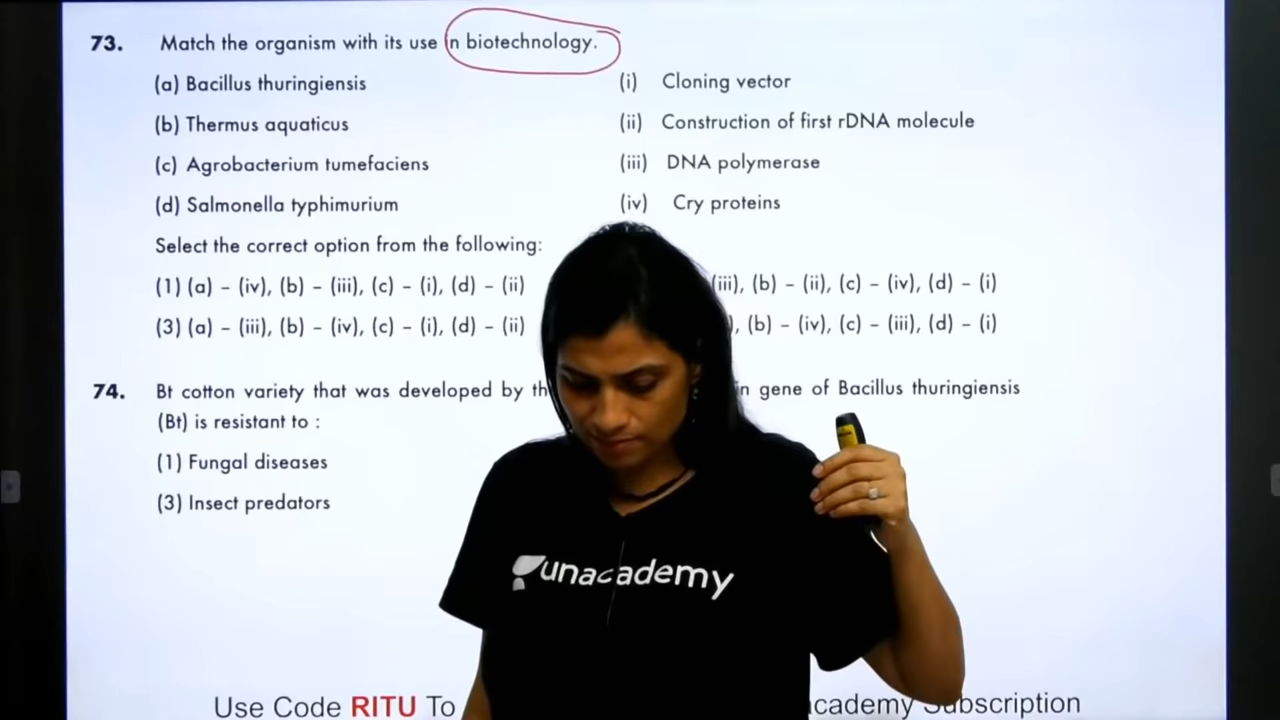 73. Match the organism with its use in biotechnology.
(a) Bacillus thuringiensis (i) Cloning vector
(b) Thermus aquaticus (ii) Construction of first rDNA molecule
(c) Agrobacterium tumefaciens (iii) DNA polymerase
(d) Salmonella typhimurium (iv) Cry proteins
Select the correct option from the following:
(1) (a) – (iv), (b) – (iii), (c) – (i), (d) – (ii) (iii), (b) – (ii), (c) – (iv), (d) – (i)
(3) (a) – (iii), (b) – (iv), (c) – (i), (d) – (ii) , (b) – (iv), (c) – (iii), (d) – (i)
74. Bt cotton variety that was developed by gene of Bacillus thuringiensis
(Bt) is resistant to :
(1) Fungal diseases
(3) Insect predators
unacademy
Use Code RITU To Subscription